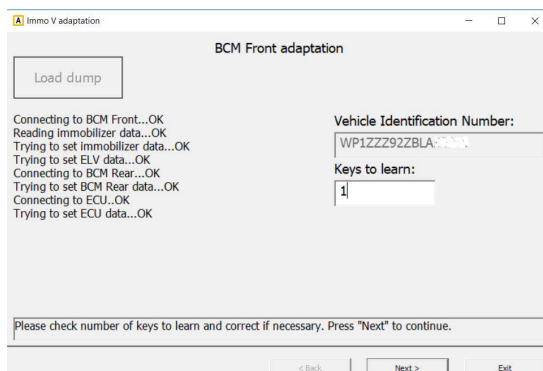 A Immo V adaptation
BCM Front adaptation
Load dump
Connecting to BCM Front...OK
Reading immobilizer data...OK
Trying to set immobilizer data...OK
Trying to set ELV data...OK
Connecting to BCM Rear...OK
Trying to set BCM Rear data...OK
Connecting to ECU..OK
Trying to set ECU data...OK
Vehicle Identification Number:
WP1ZZZ92ZBLA
Keys to learn:
1
Please check number of keys to learn and correct if necessary. Press "Next" to continue.
< Back
Next >
Exit